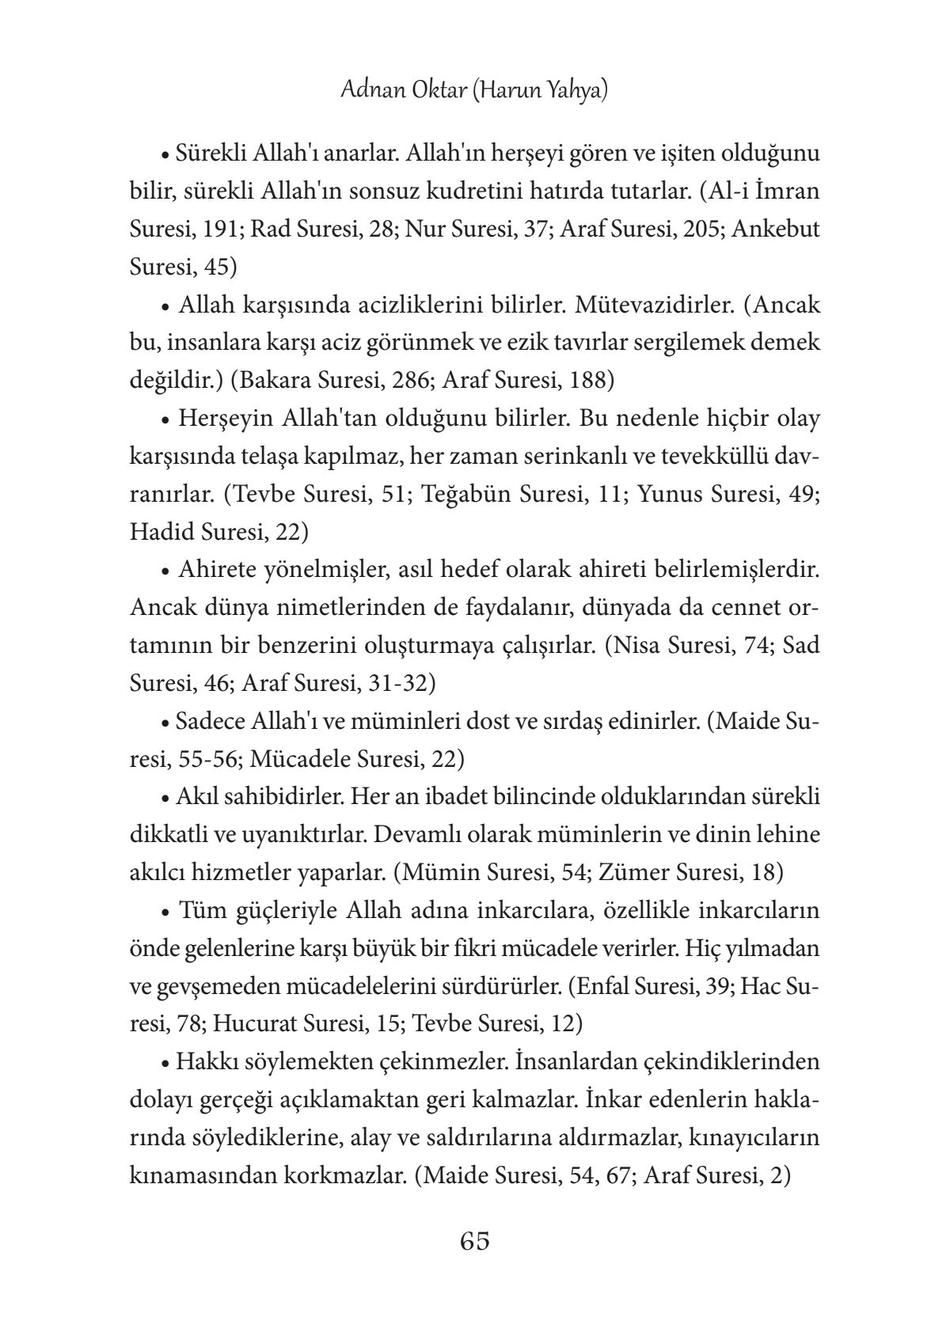 Adnan Oktar (Harun Yahya)
• Sürekli Allah'ı anarlar. Allah'ın herşeyi gören ve işiten olduğunu
bilir, sürekli Allah'ın sonsuz kudretini hatırda tutarlar. (Al-i İmran
Suresi, 191; Rad Suresi, 28; Nur Suresi, 37; Araf Suresi, 205; Ankebut
Suresi, 45)
• Allah karşısında acizliklerini bilirler. Mütevazidirler. (Ancak
bu, insanlara karşı aciz görünmek ve ezik tavırlar sergilemek demek
değildir.) (Bakara Suresi, 286; Araf Suresi, 188)
• Herşeyin Allah'tan olduğunu bilirler. Bu nedenle hiçbir olay
karşısında telaşa kapılmaz, her zaman serinkanlı ve tevekküllü dav-
ranırlar. (Tevbe Suresi, 51; Teğabün Suresi, 11; Yunus Suresi, 49;
Hadid Suresi, 22)
• Ahirete yönelmişler, asıl hedef olarak ahireti belirlemişlerdir.
Ancak dünya nimetlerinden de faydalanır, dünyada da cennet or-
tamının bir benzerini oluşturmaya çalışırlar. (Nisa Suresi, 74; Sad
Suresi, 46; Araf Suresi, 31-32)
• Sadece Allah'ı ve müminleri dost ve sırdaş edinirler. (Maide Su-
resi, 55-56; Mücadele Suresi, 22)
• Akıl sahibidirler. Her an ibadet bilincinde olduklarından sürekli
dikkatli ve uyanıktırlar. Devamlı olarak müminlerin ve dinin lehine
akılcı hizmetler yaparlar. (Mümin Suresi, 54; Zümer Suresi, 18)
• Tüm güçleriyle Allah adına inkarcılara, özellikle inkarcıların
önde gelenlerine karşı büyük bir fikri mücadele verirler. Hiç yılmadan
ve gevşemeden mücadelelerini sürdürürler. (Enfal Suresi, 39; Hac Su-
resi, 78; Hucurat Suresi, 15; Tevbe Suresi, 12)
• Hakkı söylemekten çekinmezler. İnsanlardan çekindiklerinden
dolayı gerçeği açıklamaktan geri kalmazlar. İnkar edenlerin hakla-
rında söylediklerine, alay ve saldırılarına aldırmazlar, kınayıcıların
kınamasından korkmazlar. (Maide Suresi, 54, 67; Araf Suresi, 2)
65